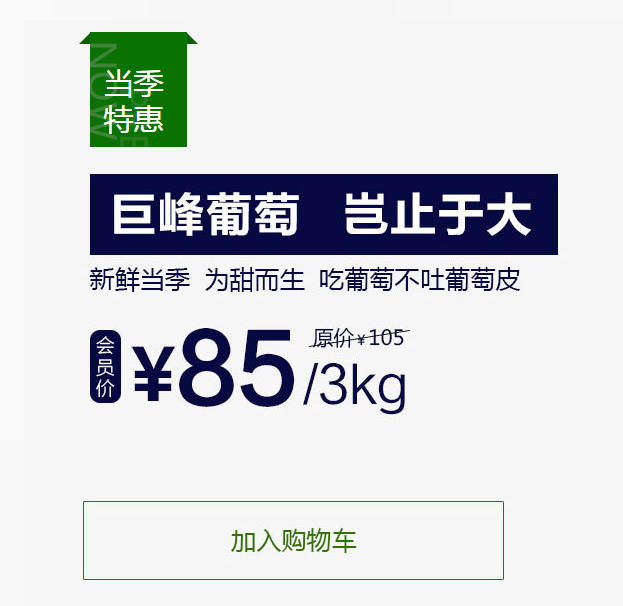 当季
特惠
巨峰葡萄 岂止于大
新鲜当季 为甜而生 吃葡萄不吐葡萄皮
会员价
¥85
原价¥105
/3kg
加入购物车